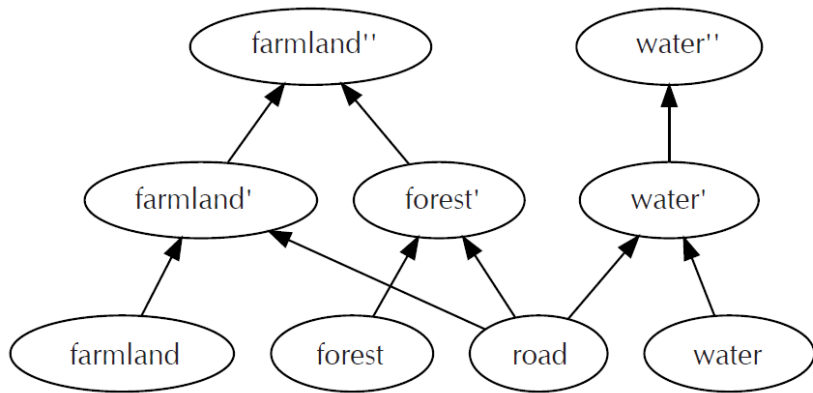 farmland'' water''
farmland' forest' water'
farmland forest road water